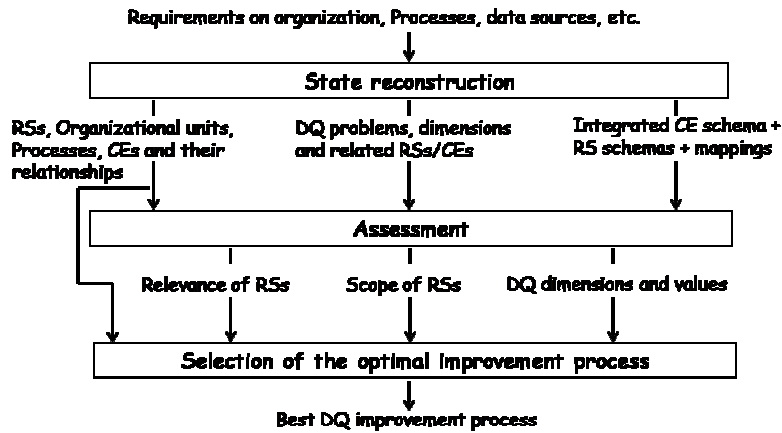 Requirements on organization, Processes, data sources, etc.
State reconstruction
RSs, Organizational units,
Processes, CEs and their
relationships
DQ problems, dimensions
and related RSs/CEs
Integrated CE schema +
RS schemas + mappings
Assessment
Relevance of RSs
Scope of RSs
DQ dimensions and values
Selection of the optimal improvement process
Best DQ improvement process